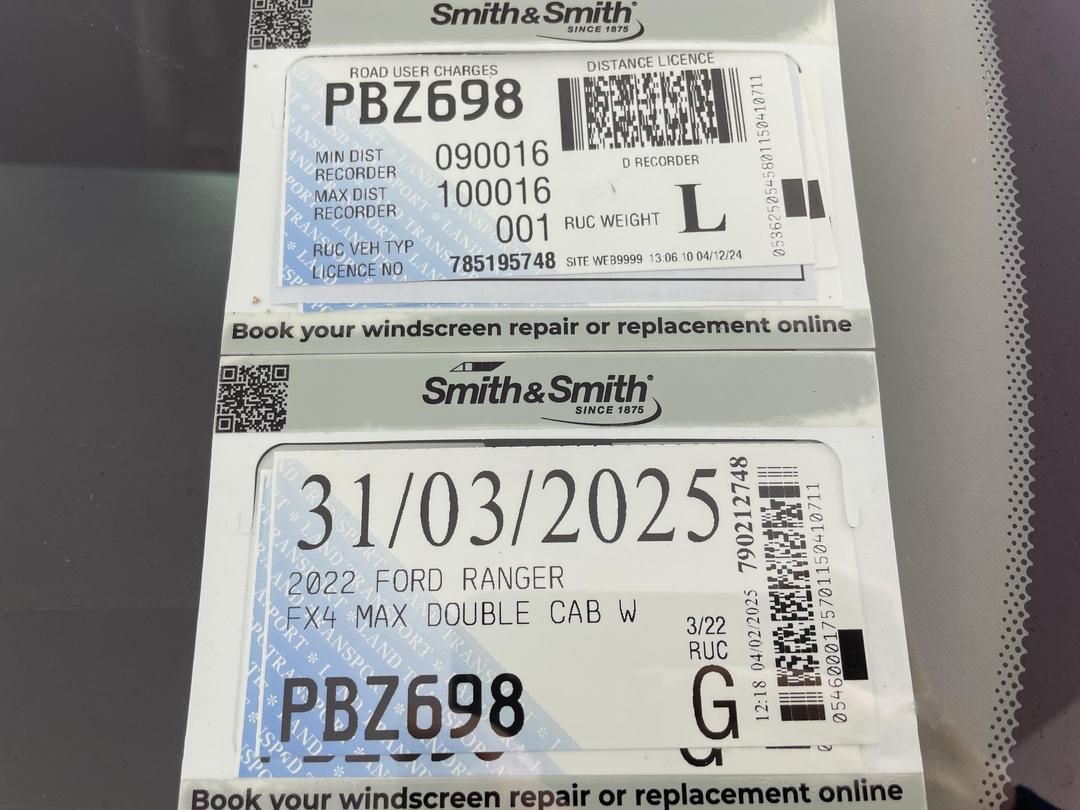 Smith&Smith®
SINCE 1875
ROAD USER CHARGES
DISTANCE LICENCE
PBZ698
MIN DIST RECORDER 090016
D RECORDER
MAX DIST RECORDER 100016
001
RUC WEIGHT L
RUC VEH TYP
LICENCE NO 785195748
SITE WEB9999 13:06 10 04/12/24
Book your windscreen repair or replacement online
Smith&Smith®
SINCE 1875
31/03/2025
790212748
2022 FORD RANGER
FX4 MAX DOUBLE CAB W
3/22
RUC
G
12:18 04/02/2025
PBZ698
Book your windscreen repair or replacement online